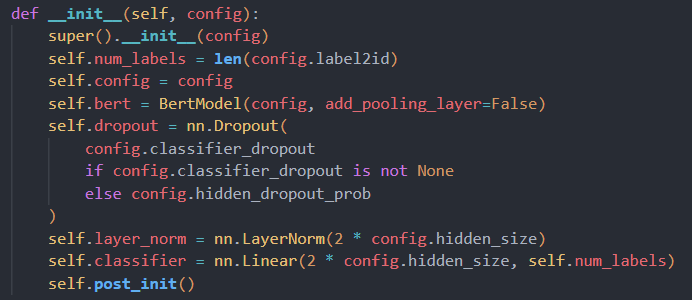 def __init__(self, config):
    super().__init__(config)
    self.num_labels = len(config.label2id)
    self.config = config
    self.bert = BertModel(config, add_pooling_layer=False)
    self.dropout = nn.Dropout(
        config.classifier_dropout
        if config.classifier_dropout is not None
        else config.hidden_dropout_prob
    )
    self.layer_norm = nn.LayerNorm(2 * config.hidden_size)
    self.classifier = nn.Linear(2 * config.hidden_size, self.num_labels)
    self.post_init()